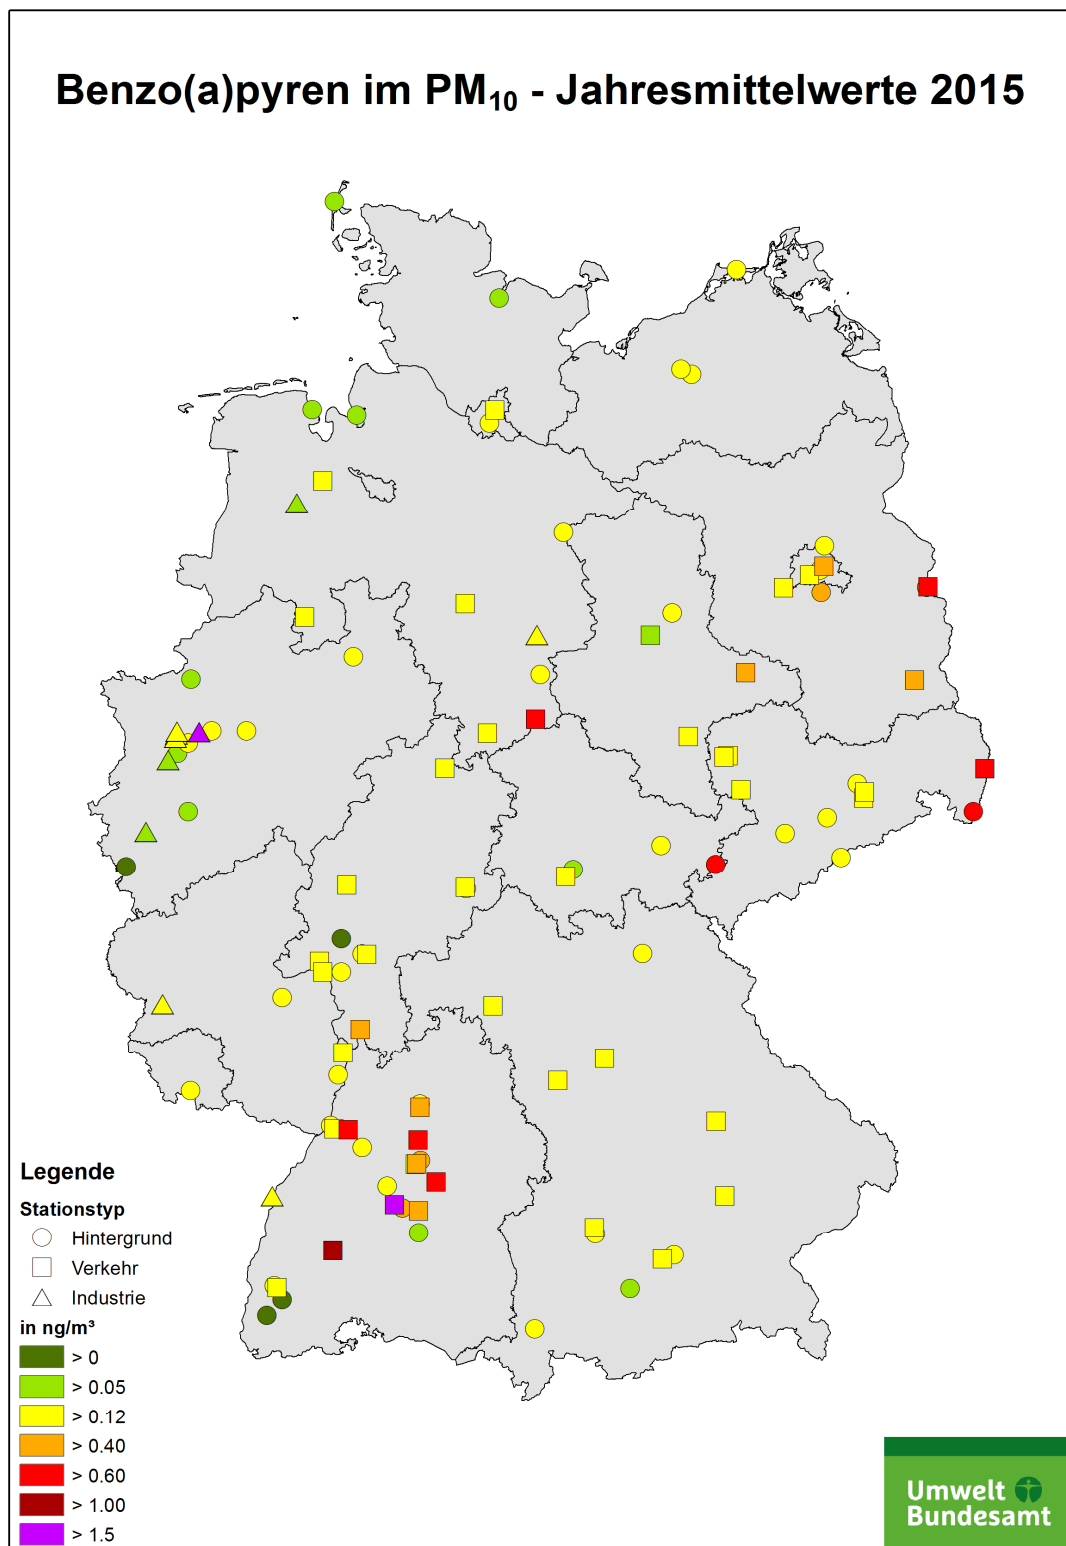 Benzo(a)pyren im PM₁₀ - Jahresmittelwerte 2015
Legende
Stationstyp
Hintergrund
Verkehr
Industrie
in ng/m³
> 0
> 0.05
> 0.12
> 0.40
> 0.60
> 1.00
> 1.5
Umwelt
Bundesamt